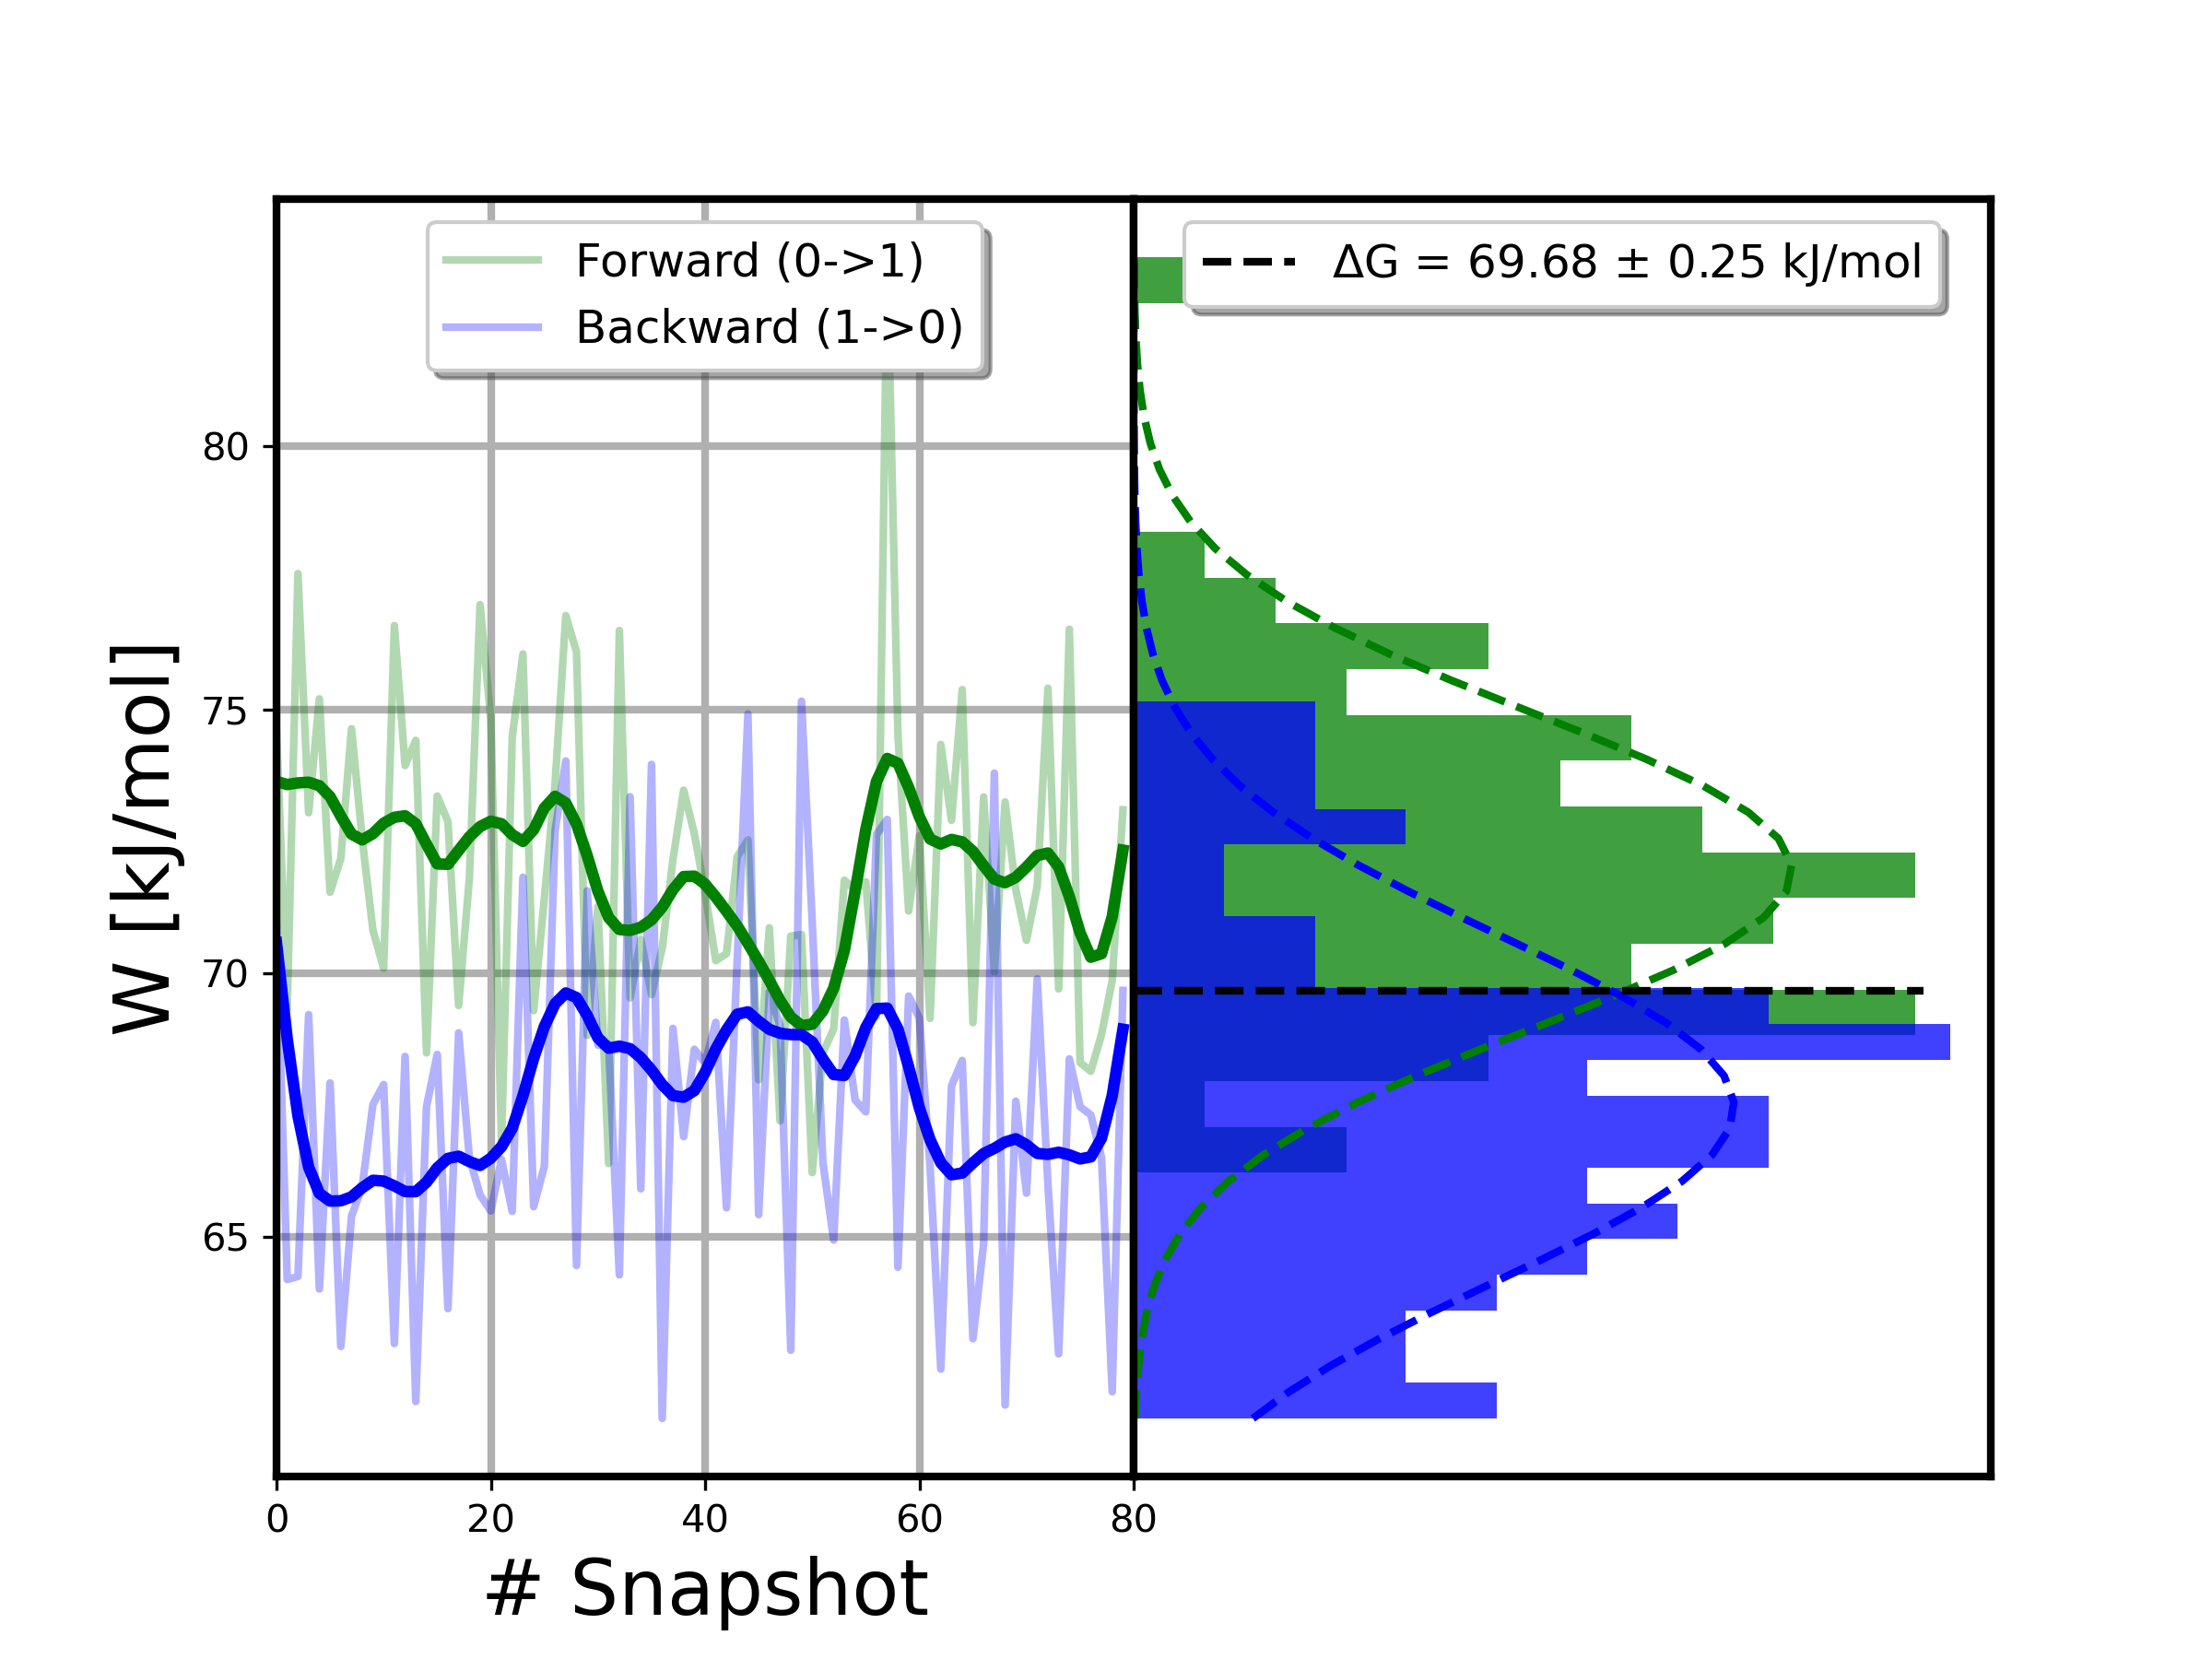 Forward (0->1)
Backward (1->0)
ΔG = 69.68 ± 0.25 kJ/mol
80
75
70
65
W [kJ/mol]
0 20 40 60 80
# Snapshot